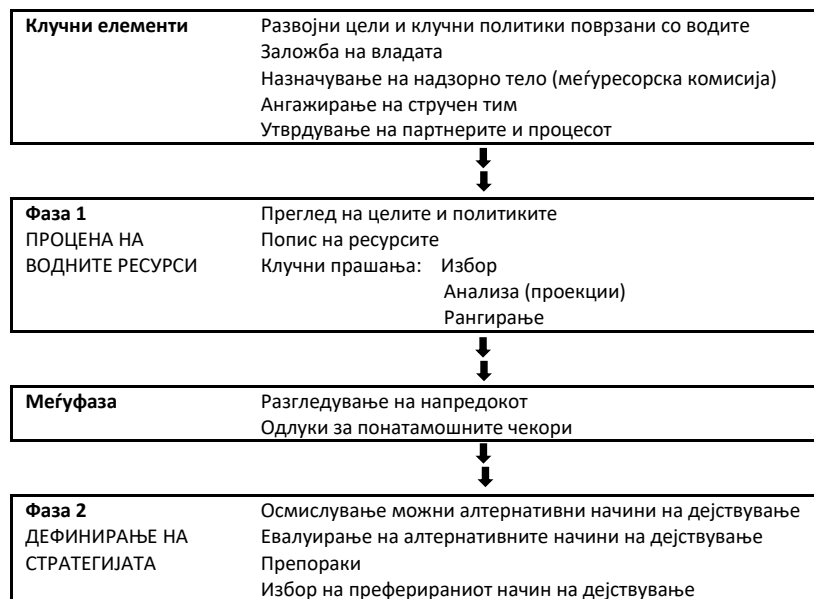 Клучни елементи Развојни цели и клучни политики поврзани со водите
Заложба на владата
Назначување на надзорно тело (меѓуресорска комисија)
Ангажирање на стручен тим
Утврдување на партнерите и процесот
Фаза 1 Преглед на целите и политиките
ПРОЦЕНА НА Попис на ресурсите
ВОДНИТЕ РЕСУРСИ Клучни прашања: Избор
Анализа (проекции)
Рангирање
Меѓуфаза Разгледување на напредокот
Одлуки за понатамошните чекори
Фаза 2 Осмислување можни алтернативни начини на дејствување
ДЕФИНИРАЊЕ НА Евалуирање на алтернативните начини на дејствување
СТРАТЕГИЈАТА Препораки
Избор на преферираниот начин на дејствување